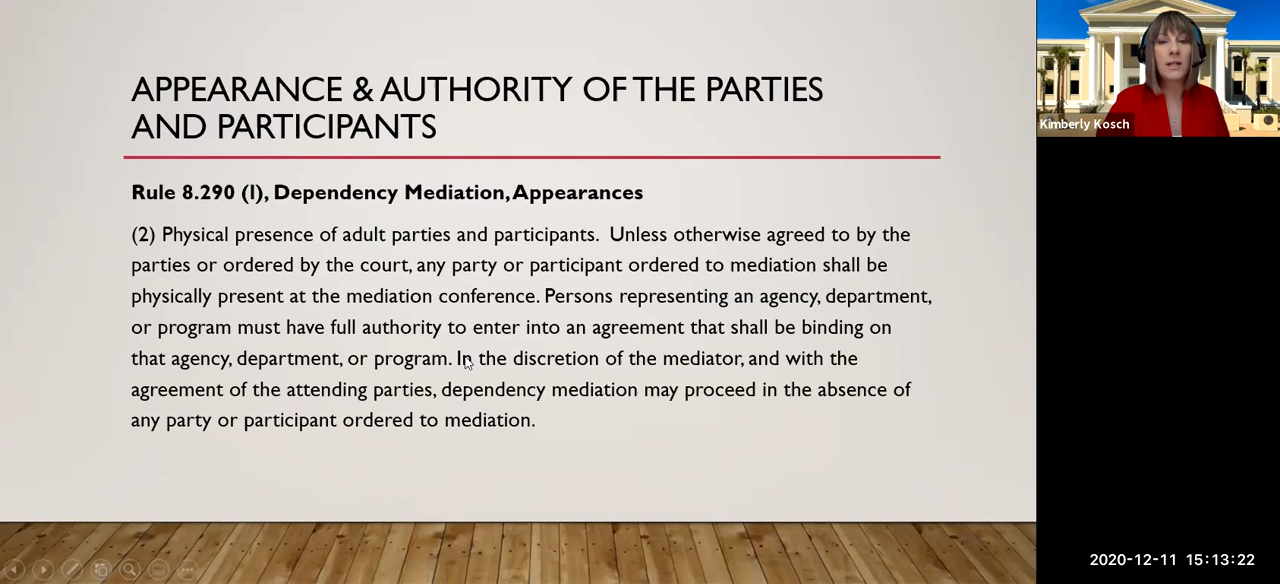 APPEARANCE & AUTHORITY OF THE PARTIES
AND PARTICIPANTS
Rule 8.290 (l), Dependency Mediation, Appearances
(2) Physical presence of adult parties and participants.  Unless otherwise agreed to by the
parties or ordered by the court, any party or participant ordered to mediation shall be
physically present at the mediation conference. Persons representing an agency, department,
or program must have full authority to enter into an agreement that shall be binding on
that agency, department, or program. In the discretion of the mediator, and with the
agreement of the attending parties, dependency mediation may proceed in the absence of
any party or participant ordered to mediation.
Kimberly Kosch
2020-12-11 15:13:22